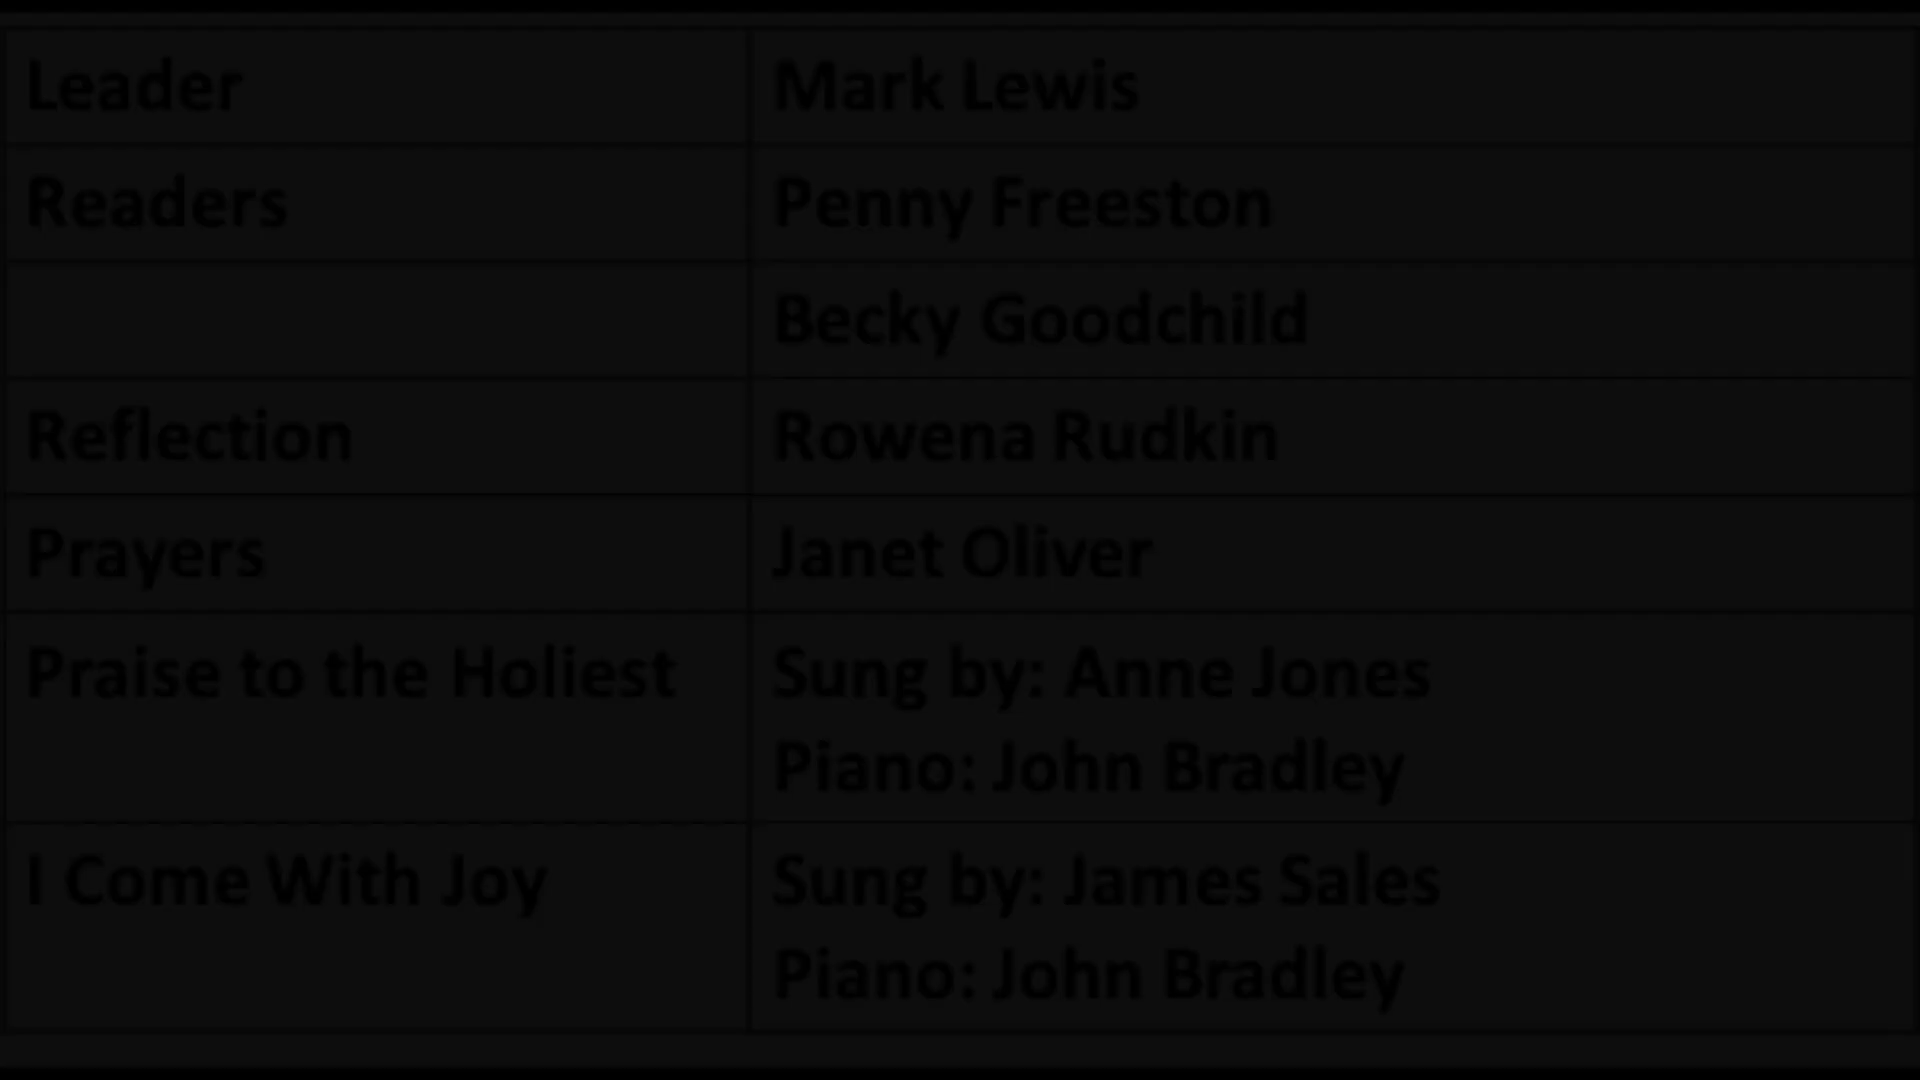 Leader Mark Lewis
Readers Penny Freeston
Becky Goodchild
Reflection Rowena Rudkin
Prayers Janet Oliver
Praise to the Holiest Sung by: Anne Jones
Piano: John Bradley
I Come With Joy Sung by: James Sales
Piano: John Bradley